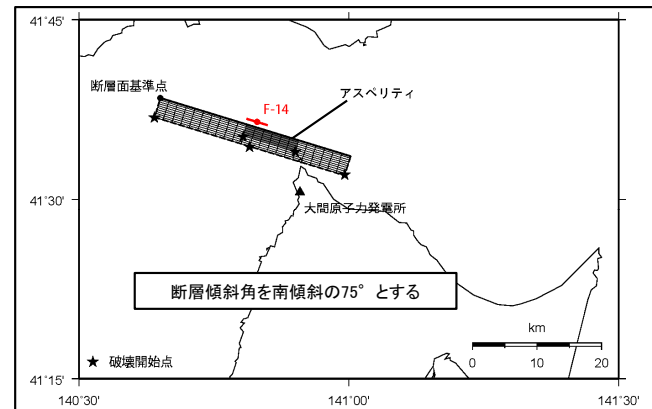 41°45'
断層面基準点
アスペリティ
F-14
41°30'
大間原子力発電所
断層傾斜角を南傾斜の75°とする
km
★ 破壊開始点
0 10 20
41°15'
140°30' 141°00' 141°30'